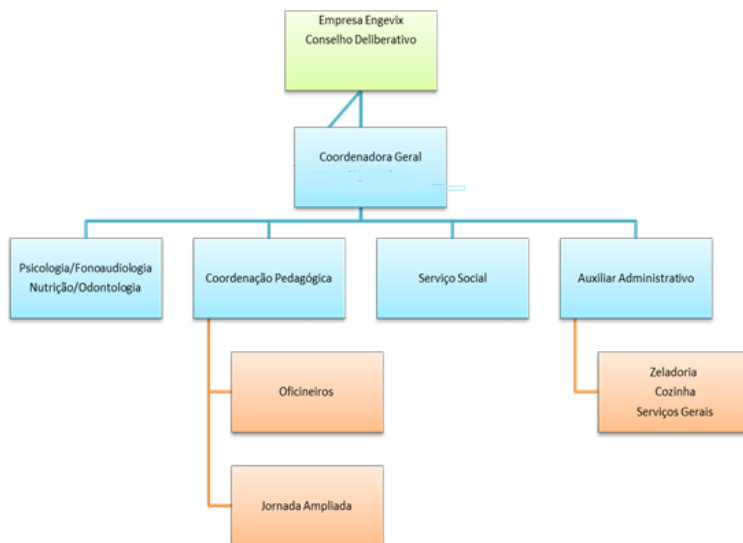 Empresa Engevix
Conselho Deliberativo
Coordenadora Geral
Psicologia/Fonoaudiologia
Nutrição/Odontologia
Coordenação Pedagógica
Serviço Social
Auxiliar Administrativo
Oficineiros
Zeladoria
Cozinha
Serviços Gerais
Jornada Ampliada